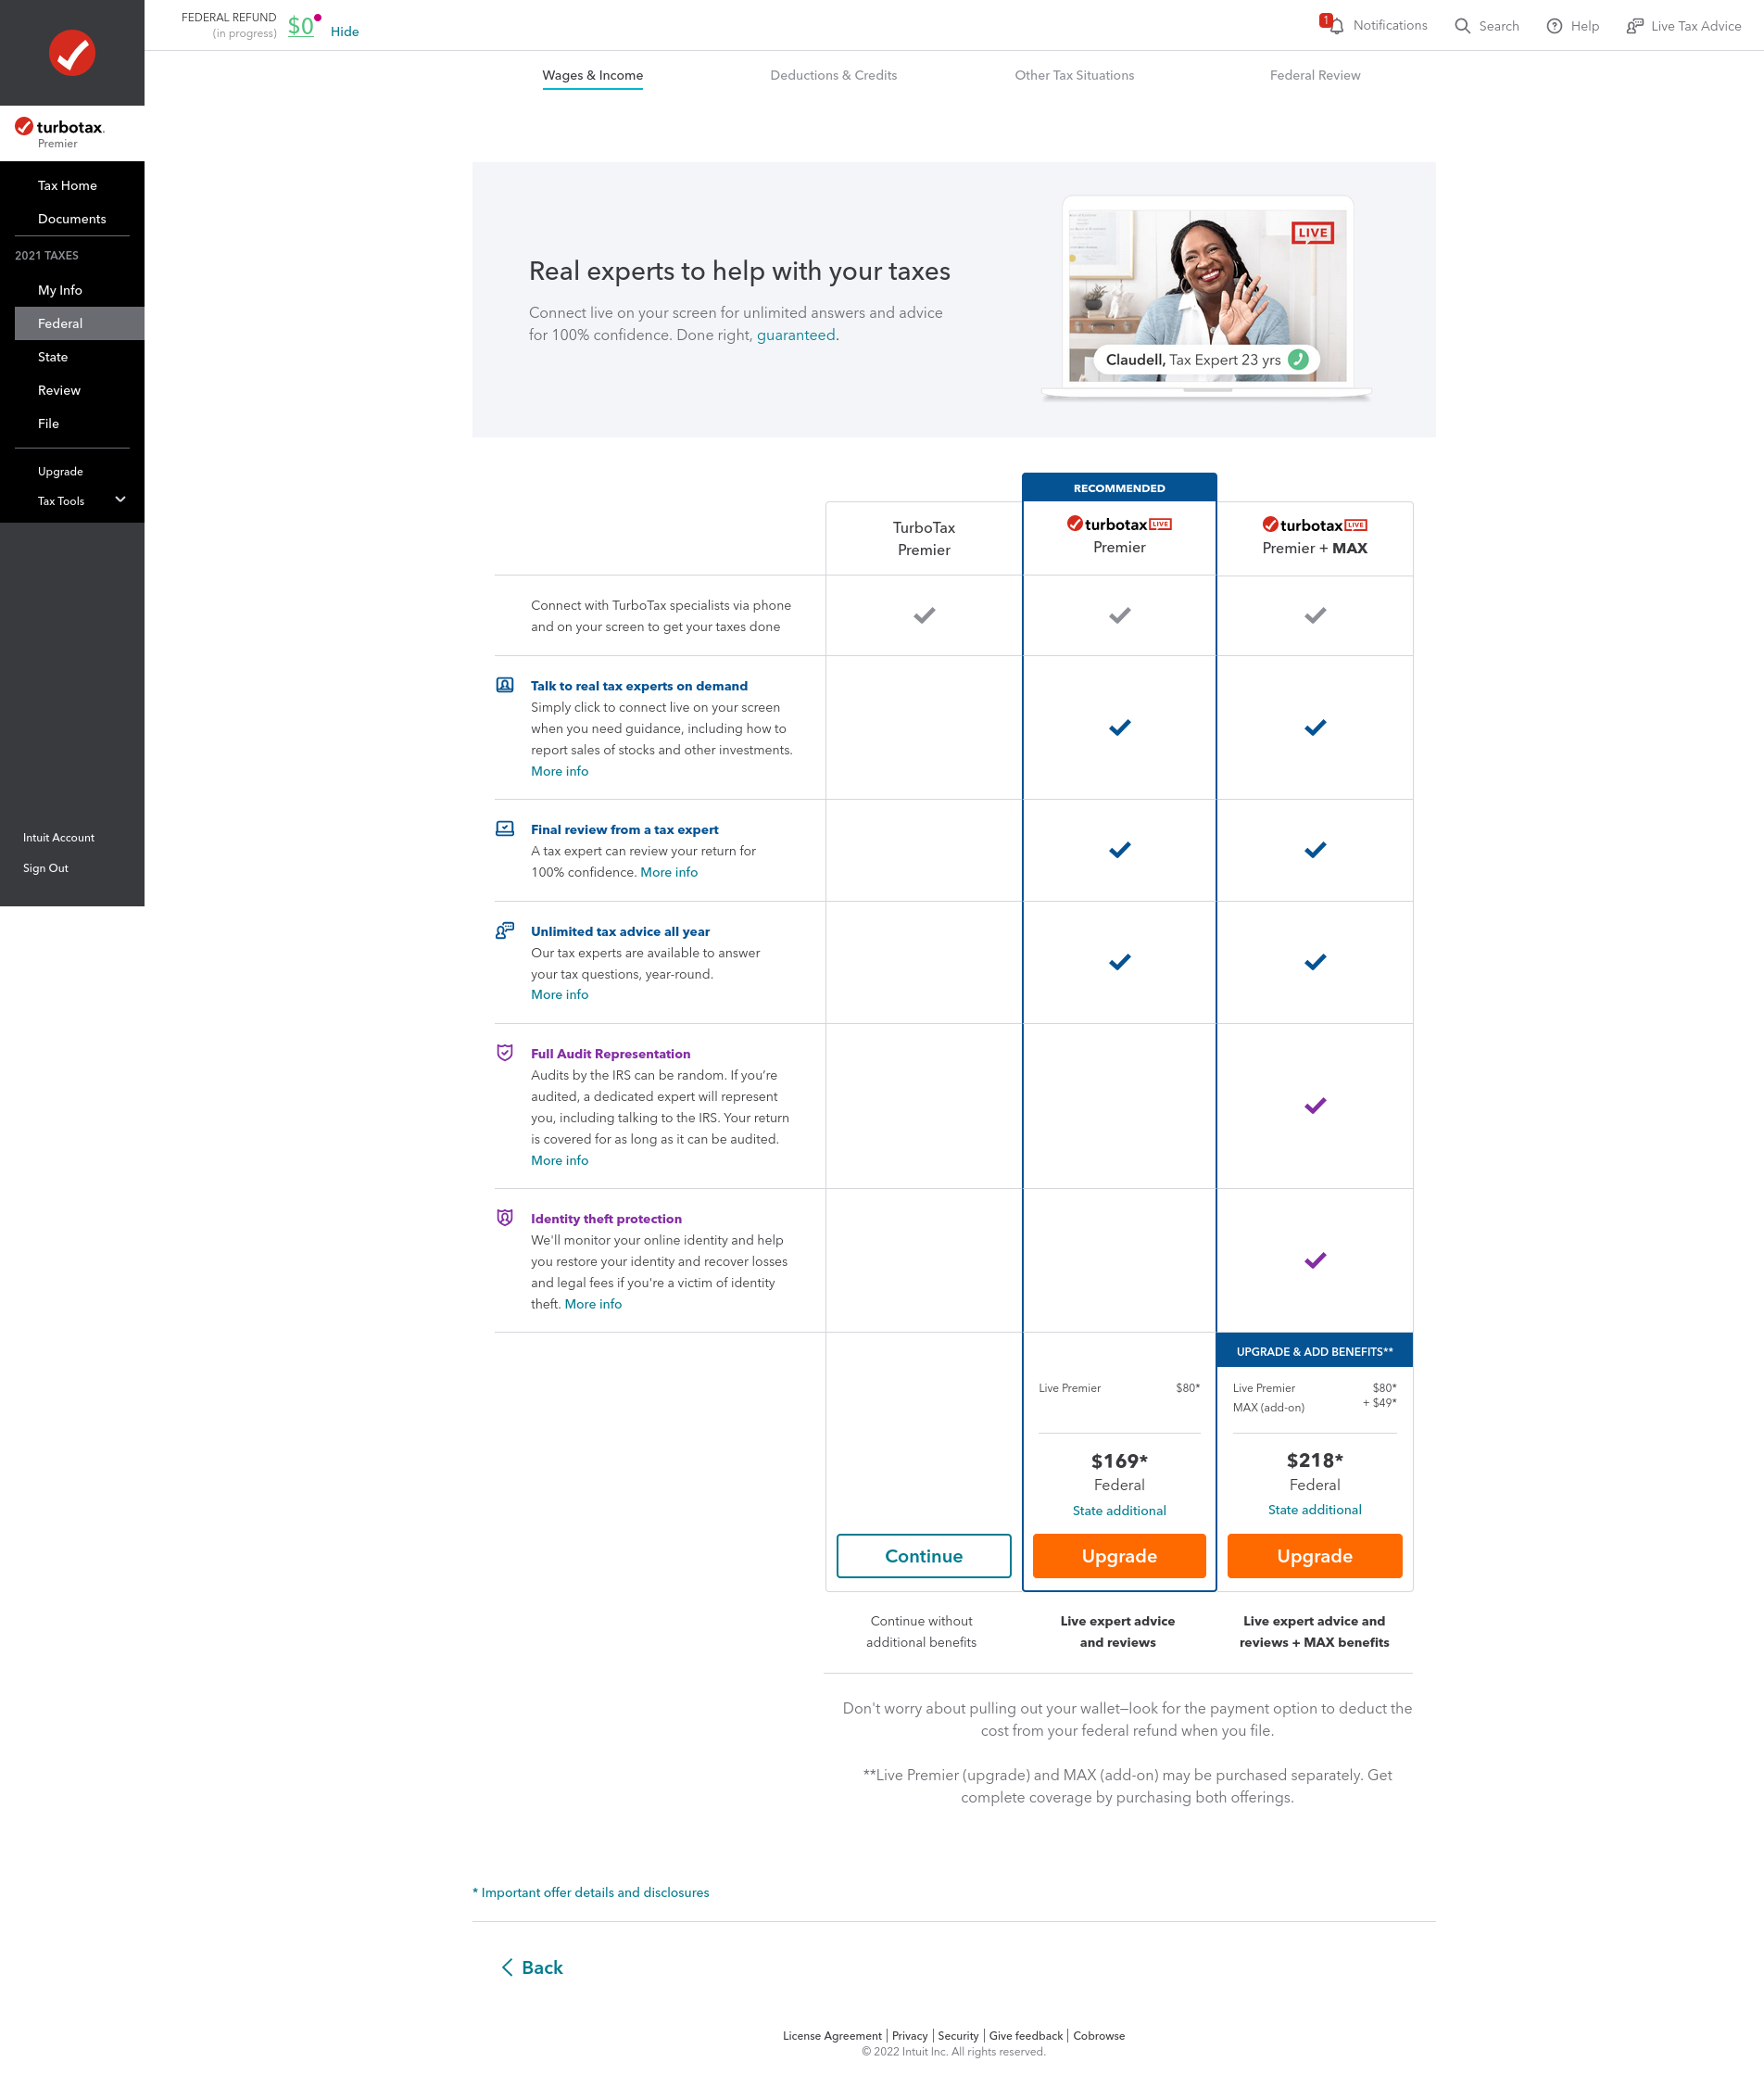 FEDERAL REFUND
(in progress)
$0
Hide
1
Notifications
Search
Help
Live Tax Advice
turbotax.
Premier
Tax Home
Documents
2021 TAXES
My Info
Federal
State
Review
File
Upgrade
Tax Tools
Intuit Account
Sign Out
Wages & Income
Deductions & Credits
Other Tax Situations
Federal Review
Real experts to help with your taxes
Connect live on your screen for unlimited answers and advice
for 100% confidence. Done right, guaranteed.
LIVE
Claudell, Tax Expert 23 yrs
RECOMMENDED
TurboTax
Premier
turbotax LIVE
Premier
turbotax LIVE
Premier + MAX
Connect with TurboTax specialists via phone
and on your screen to get your taxes done
Talk to real tax experts on demand
Simply click to connect live on your screen
when you need guidance, including how to
report sales of stocks and other investments.
More info
Final review from a tax expert
A tax expert can review your return for
100% confidence. More info
Unlimited tax advice all year
Our tax experts are available to answer
your tax questions, year-round.
More info
Full Audit Representation
Audits by the IRS can be random. If you’re
audited, a dedicated expert will represent
you, including talking to the IRS. Your return
is covered for as long as it can be audited.
More info
Identity theft protection
We'll monitor your online identity and help
you restore your identity and recover losses
and legal fees if you're a victim of identity
theft. More info
Continue
Live Premier $80*
$169*
Federal
State additional
Upgrade
UPGRADE & ADD BENEFITS**
Live Premier $80*
MAX (add-on) + $49*
$218*
Federal
State additional
Upgrade
Continue without
additional benefits
Live expert advice
and reviews
Live expert advice and
reviews + MAX benefits
Don't worry about pulling out your wallet—look for the payment option to deduct the
cost from your federal refund when you file.
**Live Premier (upgrade) and MAX (add-on) may be purchased separately. Get
complete coverage by purchasing both offerings.
* Important offer details and disclosures
Back
License Agreement | Privacy | Security | Give feedback | Cobrowse
© 2022 Intuit Inc. All rights reserved.